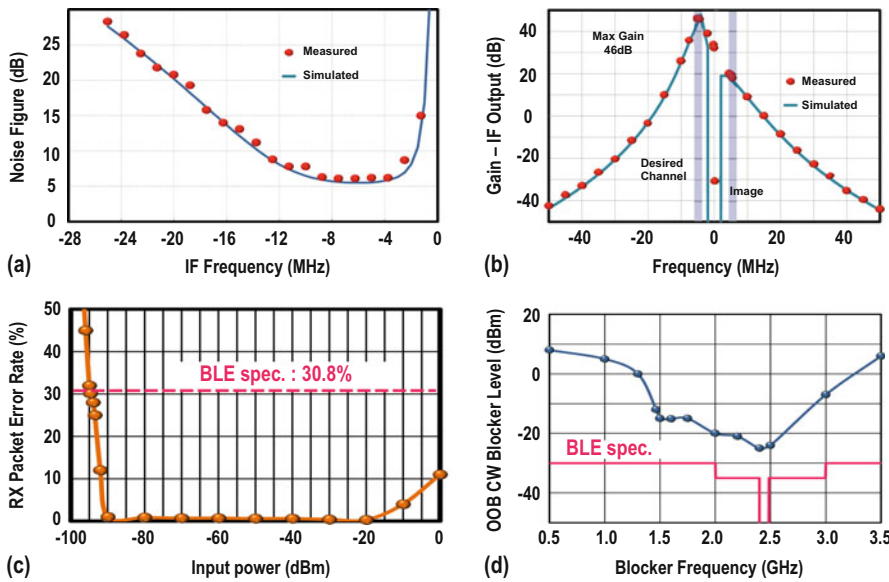 30
25
20
15
10
5
0
-28
-24
-20
-16
-12
-8
-4
0
Noise Figure (dB)
IF Frequency (MHz)
Measured
Simulated
(a)
40
20
0
-20
-40
-40
-20
0
20
40
Gain – IF Output (dB)
Frequency (MHz)
Max Gain
46dB
Measured
Simulated
Desired
Channel
Image
(b)
50
40
30
20
10
0
-100
-80
-60
-40
-20
0
RX Packet Error Rate (%)
Input power (dBm)
BLE spec. : 30.8%
(c)
20
0
-20
-40
0.5
1.0
1.5
2.0
2.5
3.0
3.5
OOB CW Blocker Level (dBm)
Blocker Frequency (GHz)
BLE spec.
(d)